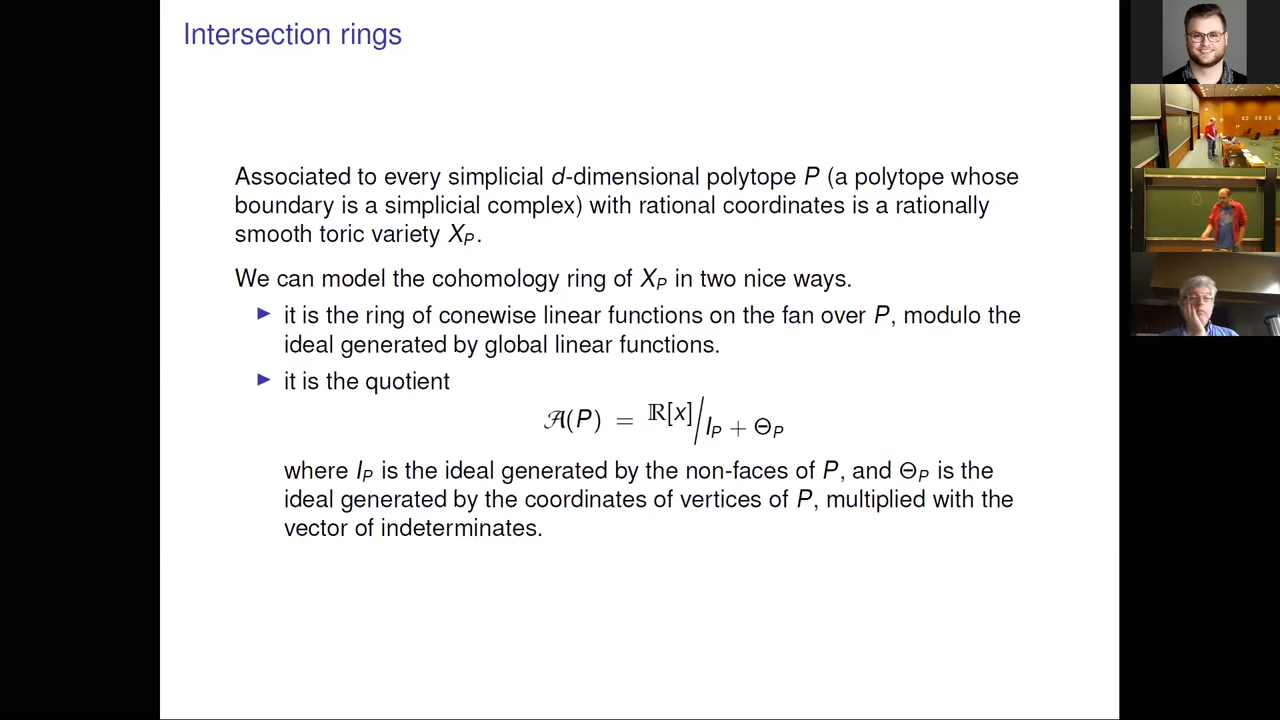 Intersection rings
Associated to every simplicial d-dimensional polytope P (a polytope whose
boundary is a simplicial complex) with rational coordinates is a rationally
smooth toric variety X_P.
We can model the cohomology ring of X_P in two nice ways.
▶ it is the ring of conewise linear functions on the fan over P, modulo the
ideal generated by global linear functions.
▶ it is the quotient
𝒜(P) = ℝ[x]/I_P + Θ_P
where I_P is the ideal generated by the non-faces of P, and Θ_P is the
ideal generated by the coordinates of vertices of P, multiplied with the
vector of indeterminates.